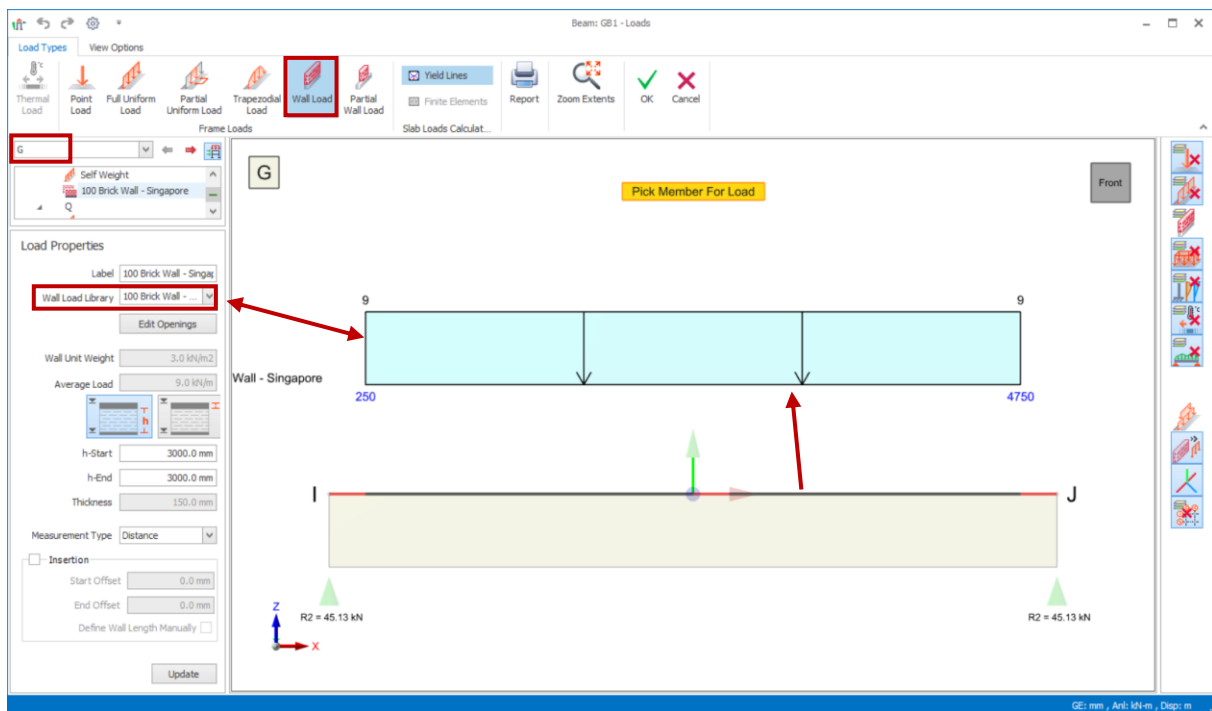 Beam: GB1 - Loads
Load Types View Options
Thermal Load
Point Load
Full Uniform Load
Partial Uniform Load
Trapezodial Load
Wall Load
Partial Wall Load
Yield Lines
Finite Elements
Report
Zoom Extents
OK
Cancel
Frame Loads
Slab Loads Calculat...
G
Self Weight
100 Brick Wall - Singapore
Q
G
Pick Member For Load
Front
Load Properties
Label 100 Brick Wall - Singap
Wall Load Library 100 Brick Wall - ...
Edit Openings
Wall Unit Weight 3.0 kN/m2
Average Load 9.0 kN/m
h
h-Start 3000.0 mm
h-End 3000.0 mm
Thickness 150.0 mm
Measurement Type Distance
Insertion
Start Offset 0.0 mm
End Offset 0.0 mm
Define Wall Length Manually
Update
9 9
Wall - Singapore
250 4750
I J
Z
X
R2 = 45.13 kN R2 = 45.13 kN
GE: mm , Anl: kN-m , Disp: m